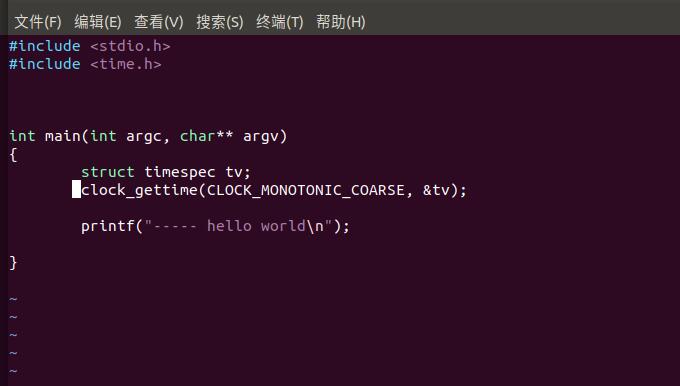 文件(F) 编辑(E) 查看(V) 搜索(S) 终端(T) 帮助(H)
#include <stdio.h>
#include <time.h>
int main(int argc, char** argv)
{
        struct timespec tv;
        clock_gettime(CLOCK_MONOTONIC_COARSE, &tv);
        printf("----- hello world\n");
}
~
~
~
~
~